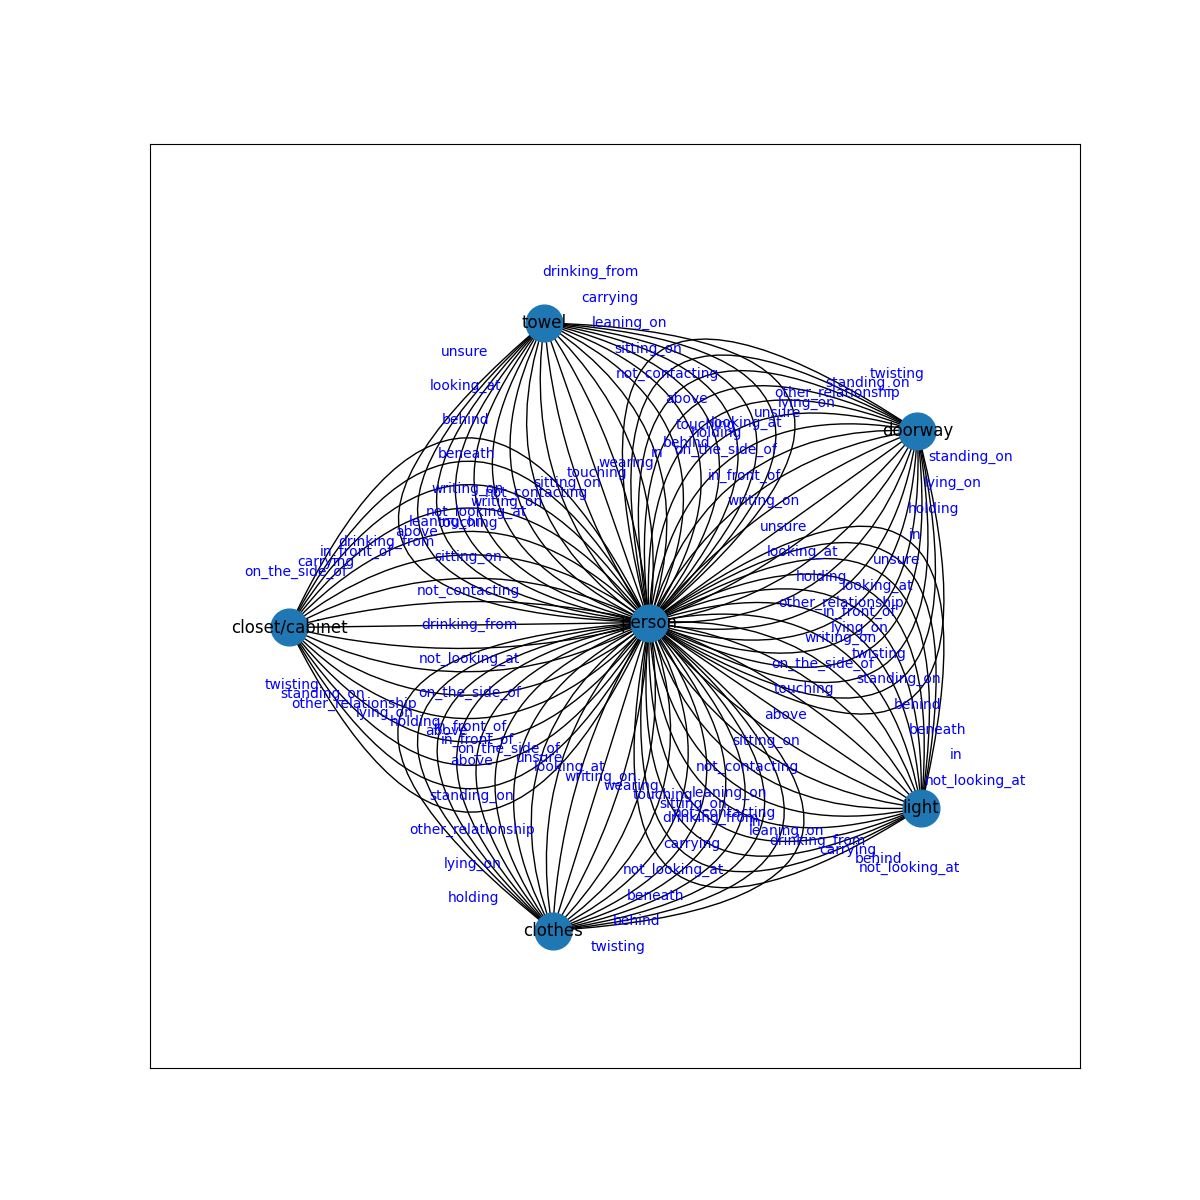 drinking_from
carrying
towel
leaning_on
sitting_on
unsure
not_contacting
twisting
standing_on
looking_at
other_relationship
above
lying_on
unsure
behind
looking_at
touching
holding
doorway
behind
on_the_side_of
in
beneath
standing_on
wearing
touching
in_front_of
sitting_on
lying_on
writing_on
not_contacting
writing_on
writing_on
holding
not_looking_at
leaning_on
touching
unsure
above
in
drinking_from
in_front_of
looking_at
sitting_on
carrying
unsure
on_the_side_of
holding
looking_at
not_contacting
other_relationship
in_front_of
person
drinking_from
closet/cabinet
lying_on
writing_on
twisting
not_looking_at
on_the_side_of
standing_on
twisting
touching
standing_on
on_the_side_of
other_relationship
behind
lying_on
above
holding
in_front_of
above
beneath
in_front_of
sitting_on
on_the_side_of
in
unsure
above
looking_at
not_contacting
writing_on
not_looking_at
wearing
leaning_on
standing_on
touching
sitting_on
light
not_contacting
drinking_from
in
other_relationship
leaning_on
drinking_from
carrying
carrying
behind
lying_on
not_looking_at
not_looking_at
holding
beneath
behind
clothes
twisting